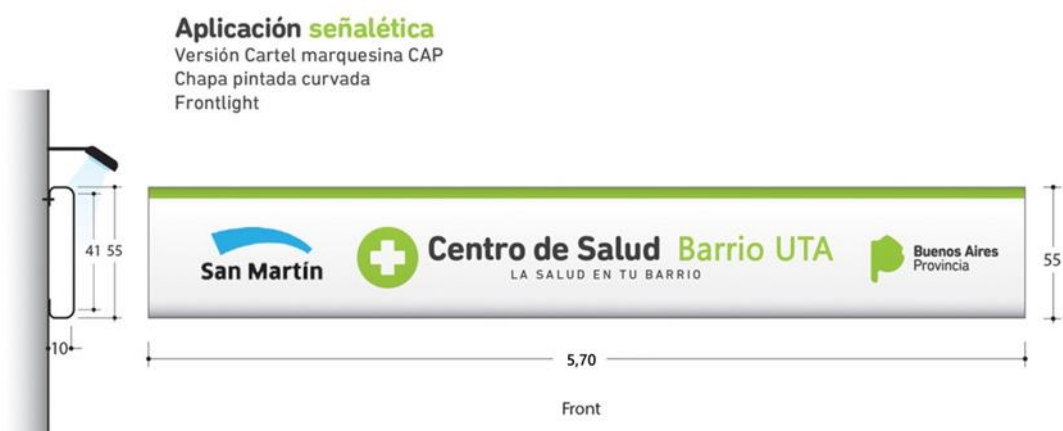 Aplicación señalética
Versión Cartel marquesina CAP
Chapa pintada curvada
Frontlight
41 55
10
San Martín
Centro de Salud Barrio UTA
LA SALUD EN TU BARRIO
Buenos Aires
Provincia
55
5,70
Front